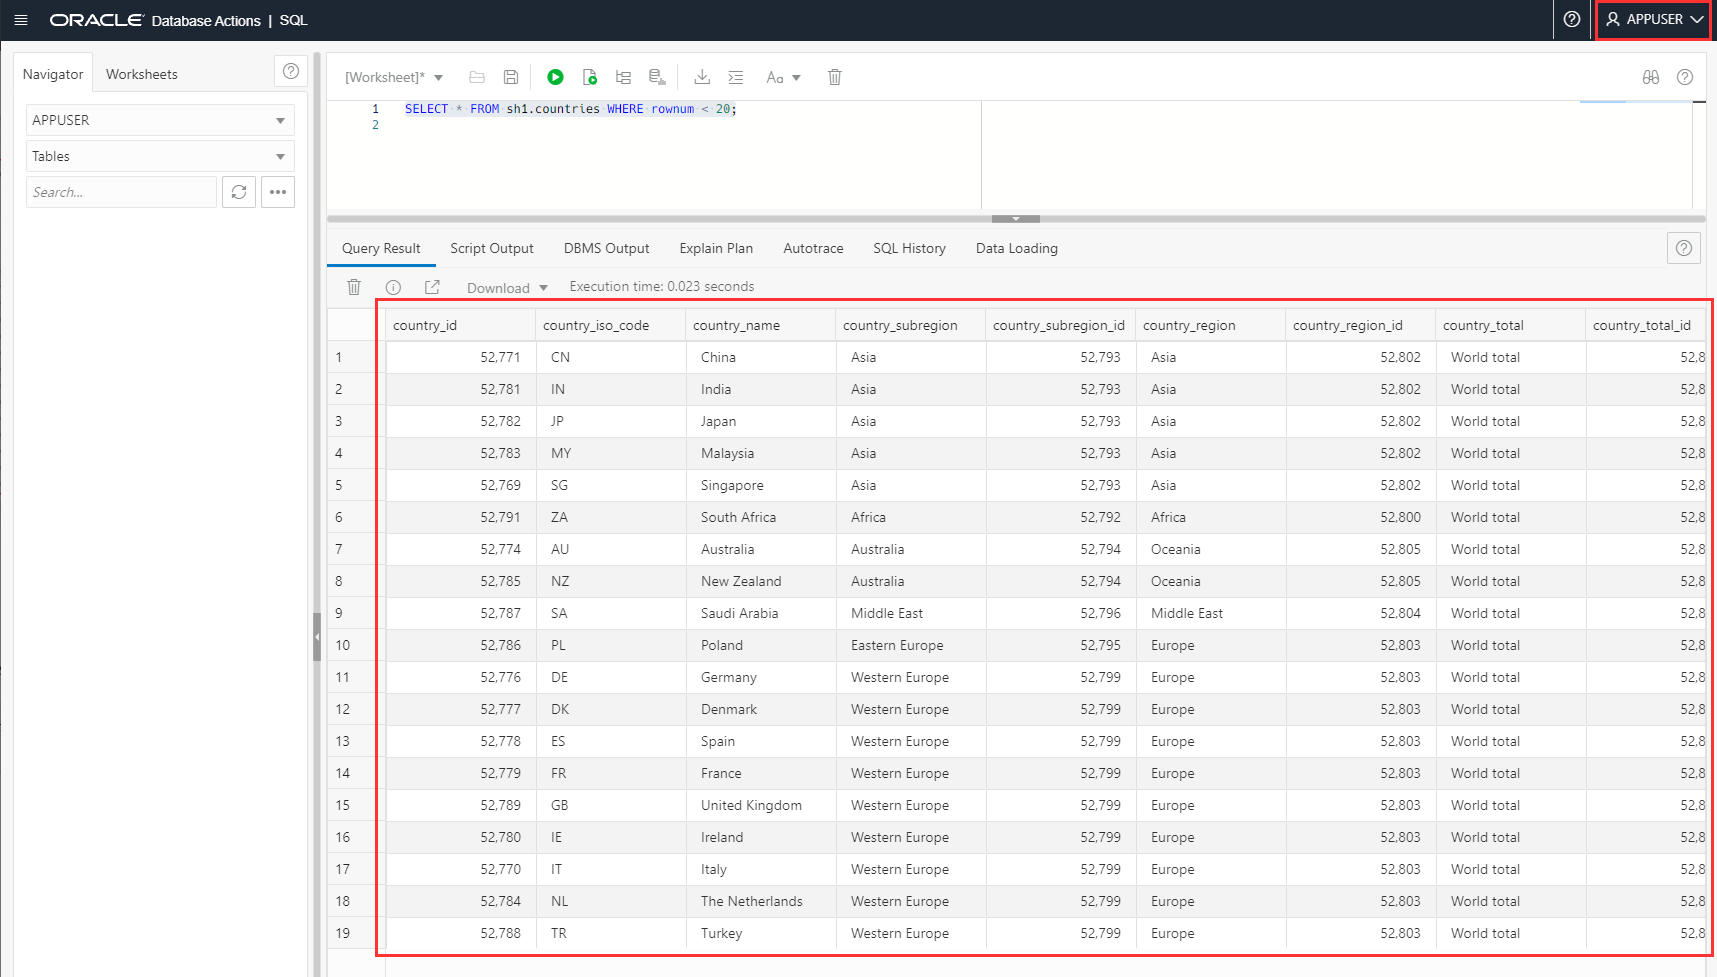 ORACLE Database Actions | SQL
APPUSER
Navigator Worksheets
APPUSER
Tables
Search...
[Worksheet]*
Aa
1 SELECT * FROM sh1.countries WHERE rownum < 20;
2
Query Result Script Output DBMS Output Explain Plan Autotrace SQL History Data Loading
Download Execution time: 0.023 seconds
country_id country_iso_code country_name country_subregion country_subregion_id country_region country_region_id country_total country_total_id
1 52,771 CN China Asia 52,793 Asia 52,802 World total 52,8
2 52,781 IN India Asia 52,793 Asia 52,802 World total 52,8
3 52,782 JP Japan Asia 52,793 Asia 52,802 World total 52,8
4 52,783 MY Malaysia Asia 52,793 Asia 52,802 World total 52,8
5 52,769 SG Singapore Asia 52,793 Asia 52,802 World total 52,8
6 52,791 ZA South Africa Africa 52,792 Africa 52,800 World total 52,8
7 52,774 AU Australia Australia 52,794 Oceania 52,805 World total 52,8
8 52,785 NZ New Zealand Australia 52,794 Oceania 52,805 World total 52,8
9 52,787 SA Saudi Arabia Middle East 52,796 Middle East 52,804 World total 52,8
10 52,786 PL Poland Eastern Europe 52,795 Europe 52,803 World total 52,8
11 52,776 DE Germany Western Europe 52,799 Europe 52,803 World total 52,8
12 52,777 DK Denmark Western Europe 52,799 Europe 52,803 World total 52,8
13 52,778 ES Spain Western Europe 52,799 Europe 52,803 World total 52,8
14 52,779 FR France Western Europe 52,799 Europe 52,803 World total 52,8
15 52,789 GB United Kingdom Western Europe 52,799 Europe 52,803 World total 52,8
16 52,780 IE Ireland Western Europe 52,799 Europe 52,803 World total 52,8
17 52,770 IT Italy Western Europe 52,799 Europe 52,803 World total 52,8
18 52,784 NL The Netherlands Western Europe 52,799 Europe 52,803 World total 52,8
19 52,788 TR Turkey Western Europe 52,799 Europe 52,803 World total 52,8